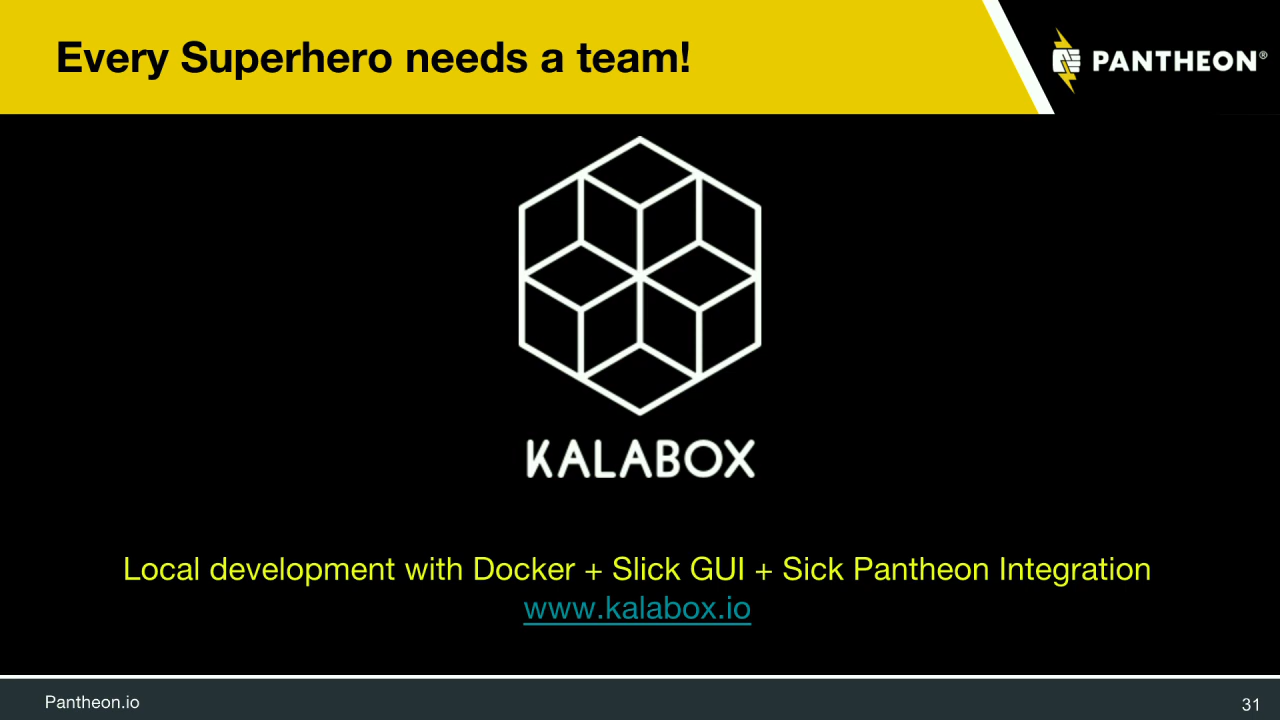 Every Superhero needs a team!
PANTHEON®
KALABOX
Local development with Docker + Slick GUI + Sick Pantheon Integration
www.kalabox.io
Pantheon.io
31